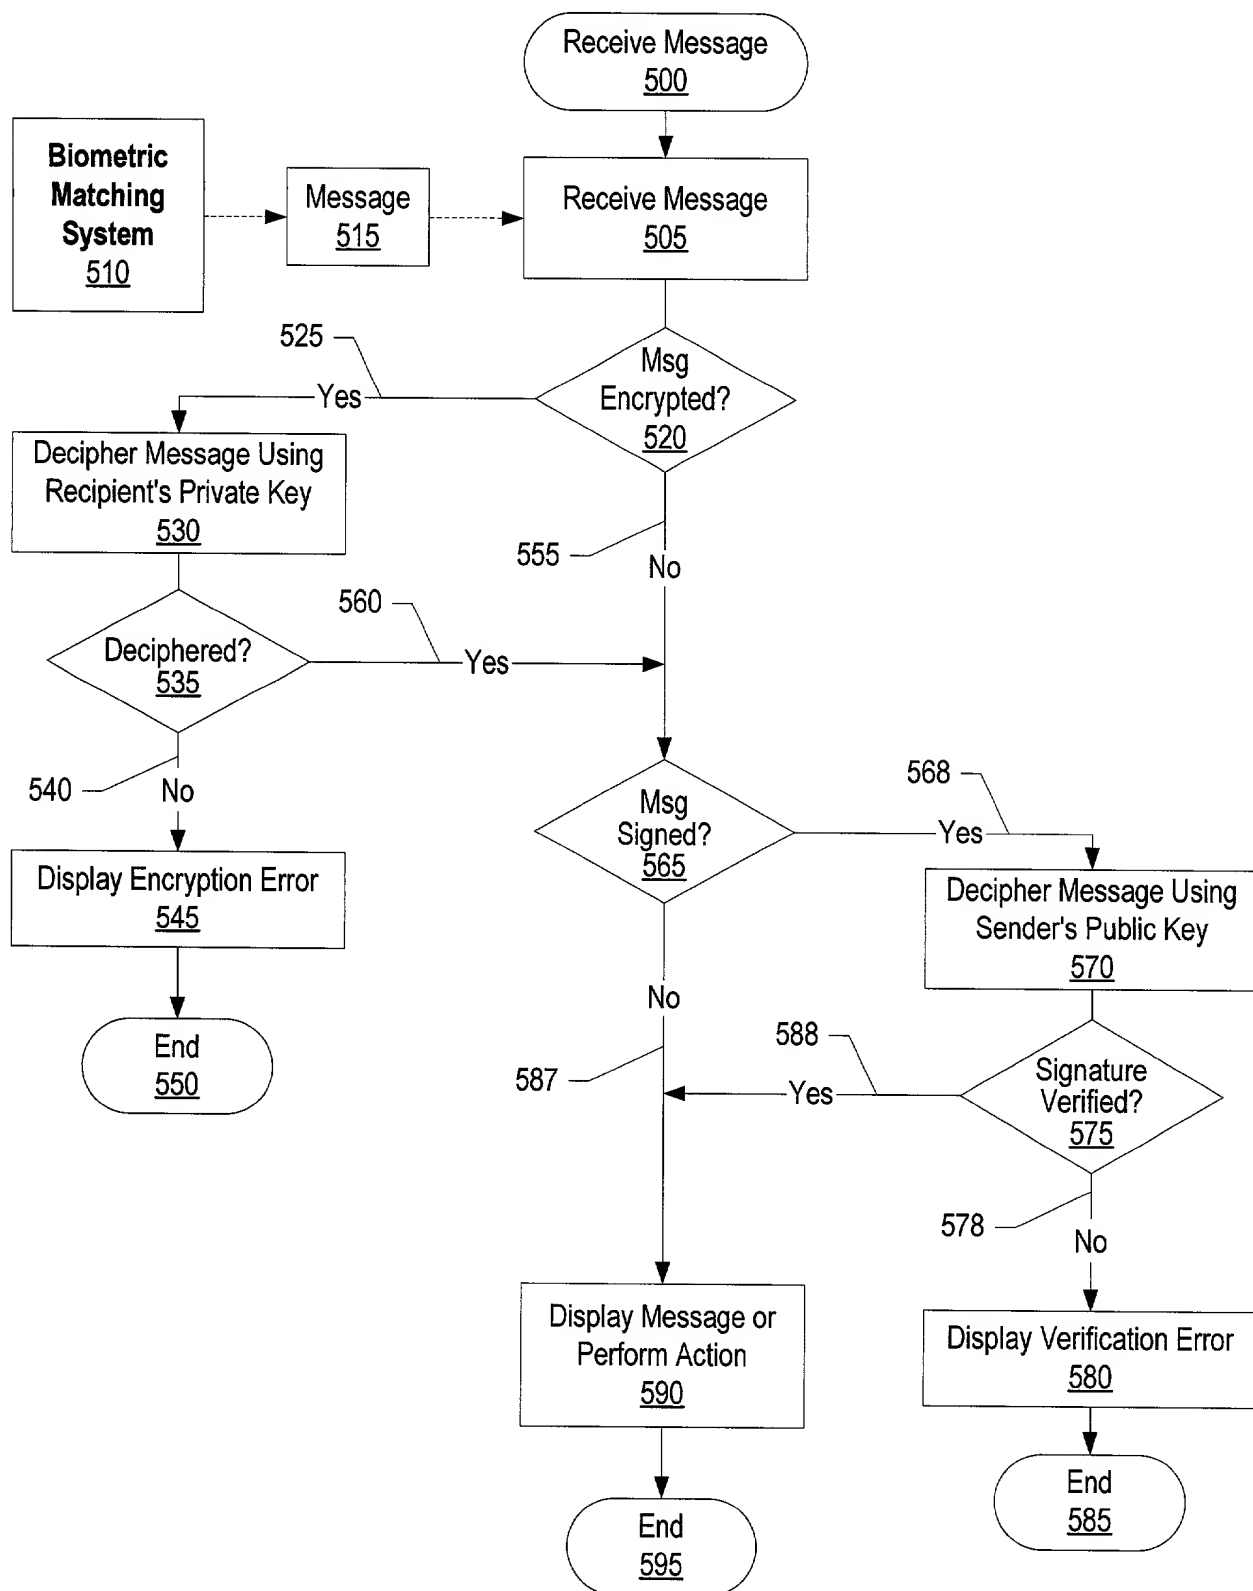 Receive Message
500
Biometric
Matching
System
510
Message
515
Receive Message
505
525
Yes
Msg
Encrypted?
520
Decipher Message Using
Recipient's Private Key
530
555
No
560
Deciphered?
535
Yes
540
No
Msg
Signed?
565
568
Yes
Display Encryption Error
545
Decipher Message Using
Sender's Public Key
570
No
End
550
587
588
Yes
Signature
Verified?
575
578
No
Display Message or
Perform Action
590
Display Verification Error
580
End
585
End
595